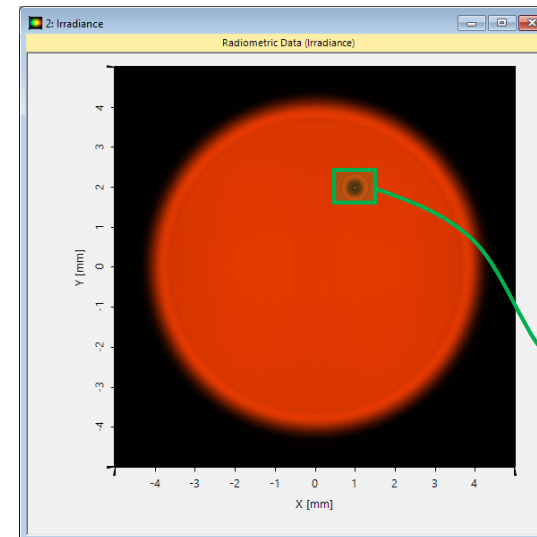 2: Irradiance
Radiometric Data (Irradiance)
4
3
2
1
0
-1
-2
-3
-4
Y [mm]
-4 -3 -2 -1 0 1 2 3 4
X [mm]